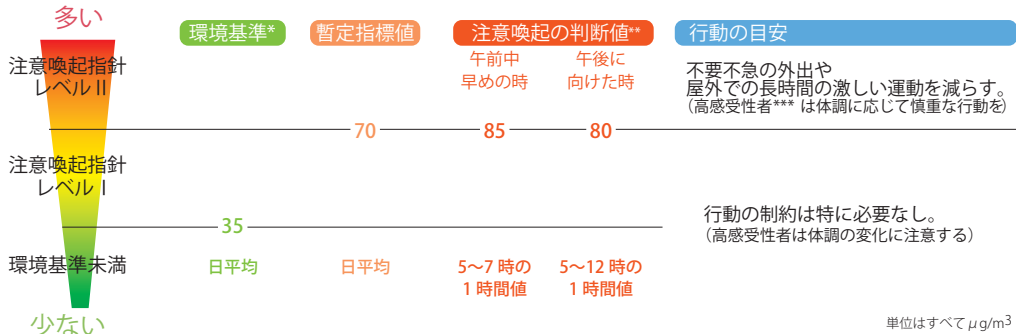 多い
環境基準*
暫定指標値
注意喚起の判断値**
行動の目安
午前中
早めの時
午後に
向けた時
注意喚起指針
レベルⅡ
不要不急の外出や
屋外での長時間の激しい運動を減らす。
(高感受性者***は体調に応じて慎重な行動を)
70
85
80
注意喚起指針
レベルⅠ
35
行動の制約は特に必要なし。
(高感受性者は体調の変化に注意する)
環境基準未満
日平均
日平均
5〜7時の
1時間値
5〜12時の
1時間値
少ない
単位はすべてμg/m³